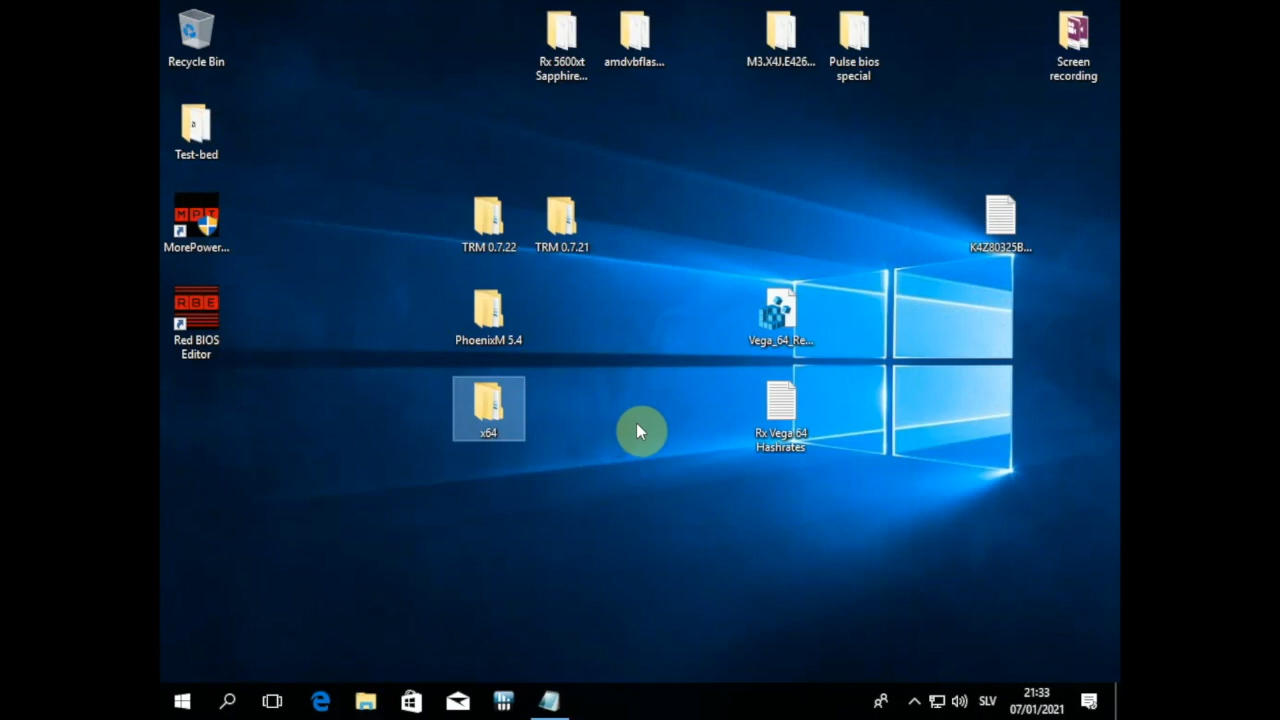 Recycle Bin
Rx 5600xt
Sapphire...
amdvbflas...
M3.X4J.E426...
Pulse bios
special
Screen
recording
Test-bed
MPT
MorePower...
TRM 0.7.22
TRM 0.7.21
K4Z80325B...
RBE
Red BIOS
Editor
PhoenixM 5.4
Vega_64_Re...
x64
Rx Vega 64
Hashrates
SLV
21:33
07/01/2021